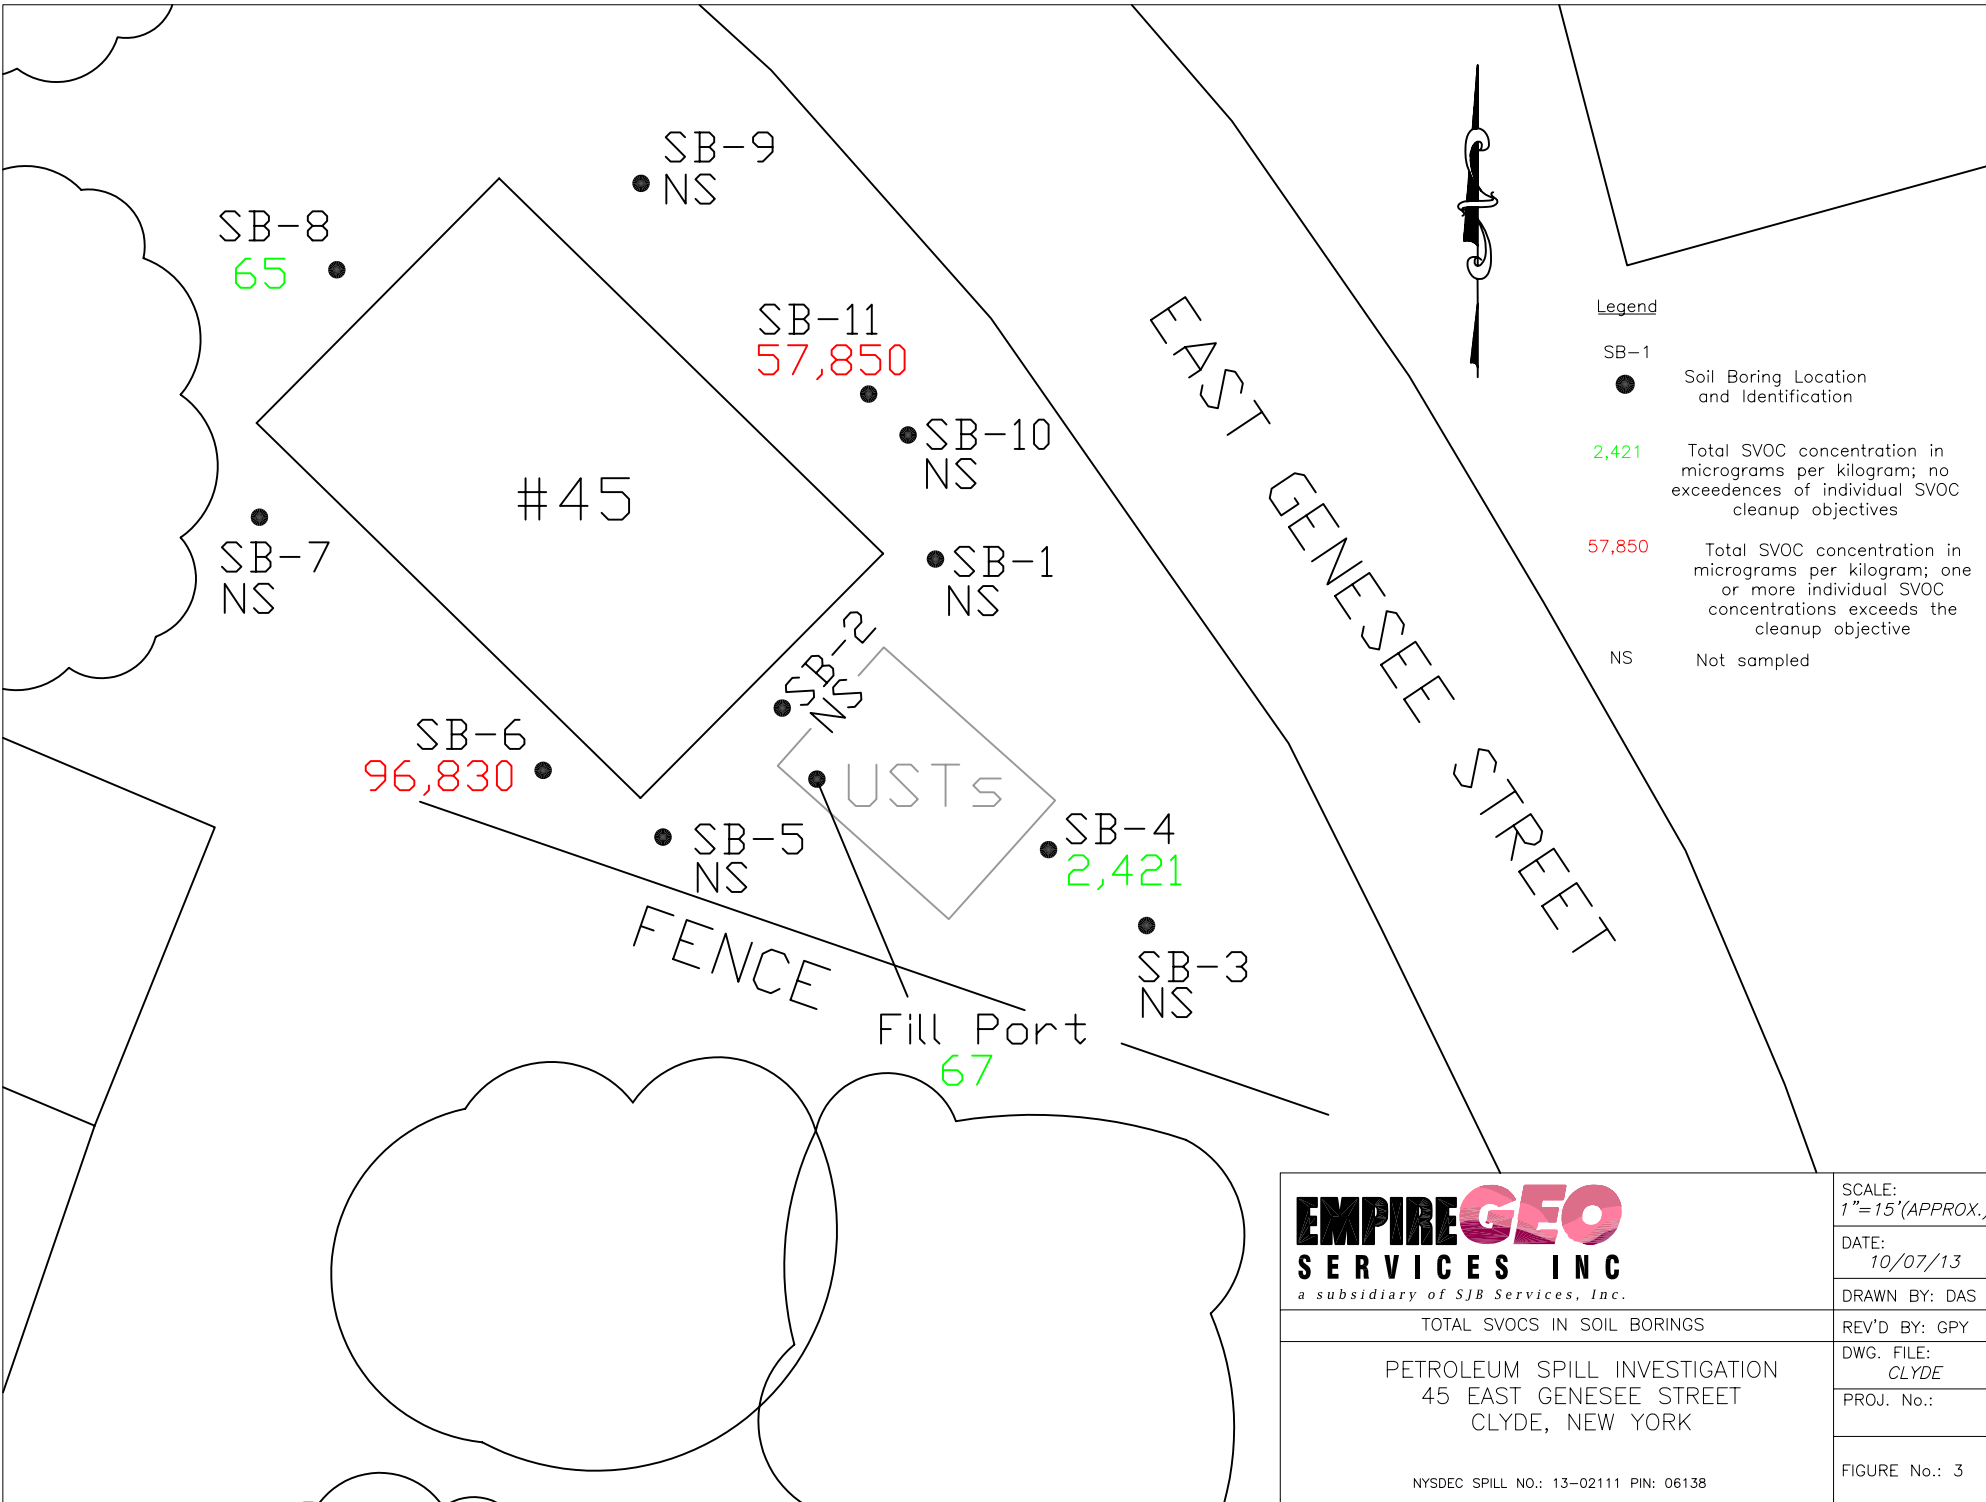 SB-9
NS
SB-8
65
SB-11
57,850
SB-10
NS
#45
SB-1
NS
SB-7
NS
SB-2
NS
SB-6
96,830
USTs
SB-5
NS
SB-4
2,421
SB-3
NS
FENCE
Fill Port
67
EAST GENESEE STREET
Legend
SB-1
Soil Boring Location
and Identification
2,421
Total SVOC concentration in
micrograms per kilogram; no
exceedences of individual SVOC
cleanup objectives
57,850
Total SVOC concentration in
micrograms per kilogram; one
or more individual SVOC
concentrations exceeds the
cleanup objective
NS
Not sampled
EMPIRE GEO
SERVICES INC
a subsidiary of SJB Services, Inc.
TOTAL SVOCS IN SOIL BORINGS
PETROLEUM SPILL INVESTIGATION
45 EAST GENESEE STREET
CLYDE, NEW YORK
NYSDEC SPILL NO.: 13-02111 PIN: 06138
SCALE:
1"=15'(APPROX.)
DATE:
10/07/13
DRAWN BY: DAS
REV'D BY: GPY
DWG. FILE:
CLYDE
PROJ. No.:
FIGURE No.: 3